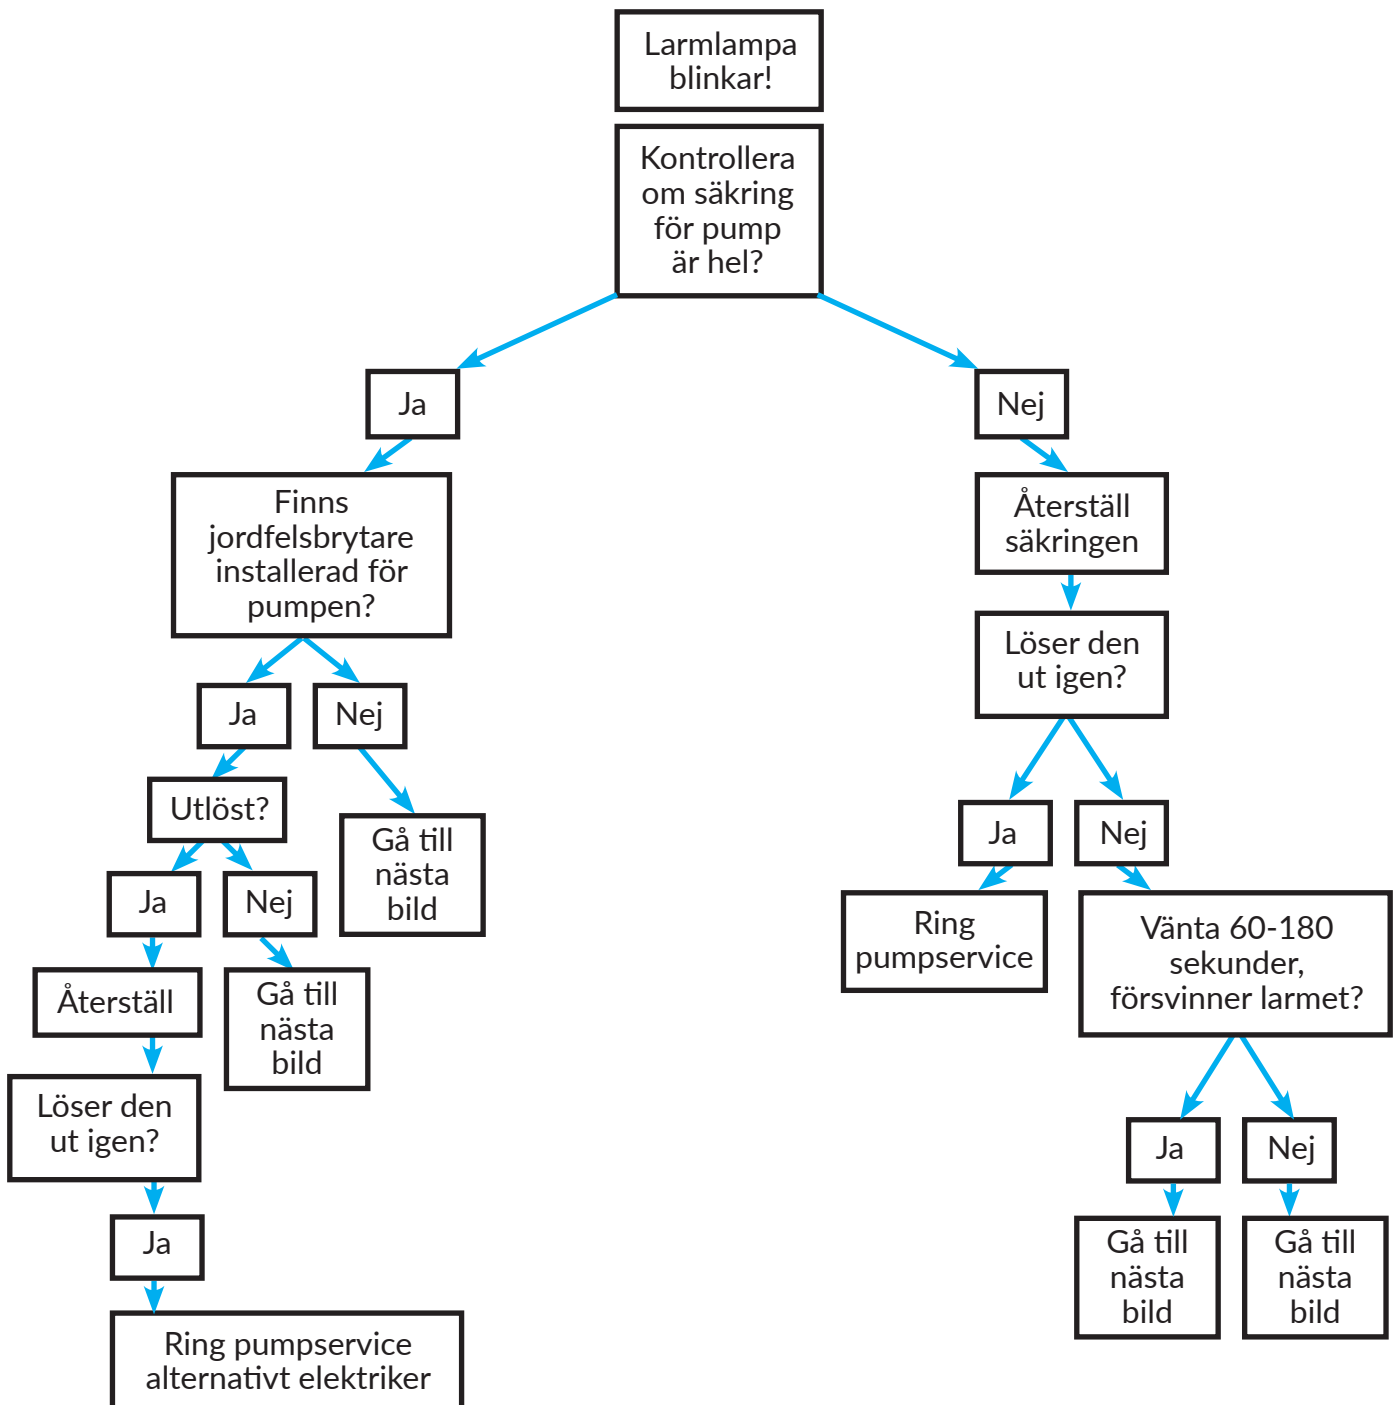 Larmlampa
blinkar!
Kontrollera
om säkring
för pump
är hel?
Ja
Finns
jordfelsbrytare
installerad för
pumpen?
Ja
Utlöst?
Ja
Återställ
Löser den
ut igen?
Ja
Ring pumpservice
alternativt elektriker
Nej
Gå till
nästa
bild
Nej
Gå till
nästa
bild
Nej
Återställ
säkringen
Löser den
ut igen?
Ja
Ring
pumpservice
Nej
Vänta 60-180
sekunder,
försvinner larmet?
Ja
Gå till
nästa
bild
Nej
Gå till
nästa
bild